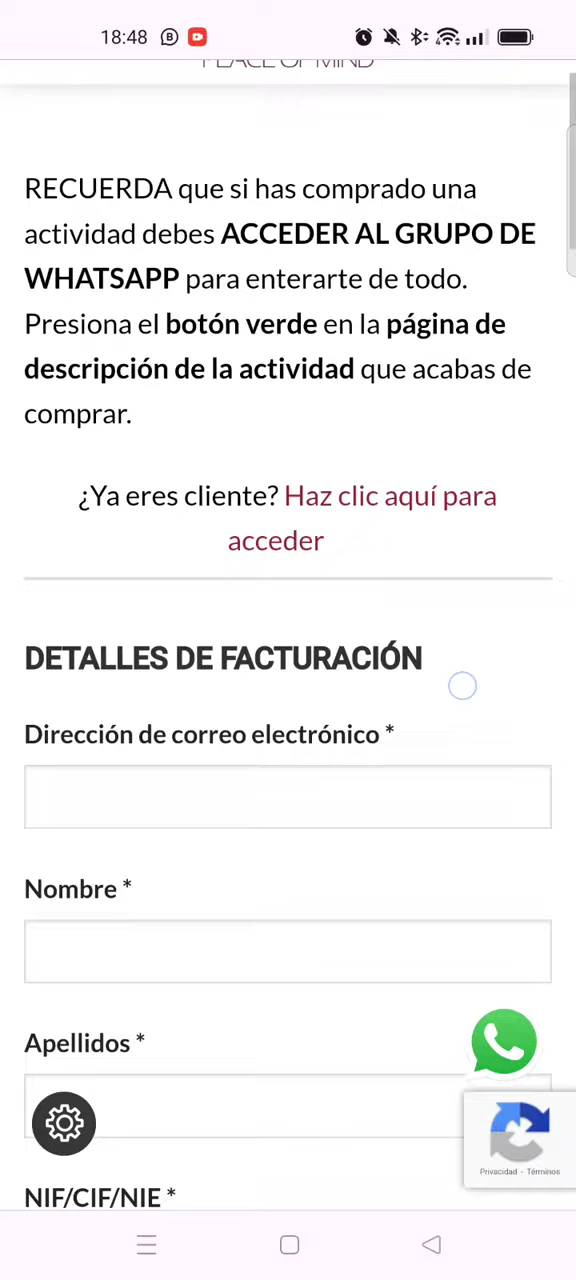 18:48
PEACE OF MIND
RECUERDA que si has comprado una
actividad debes ACCEDER AL GRUPO DE
WHATSAPP para enterarte de todo.
Presiona el botón verde en la página de
descripción de la actividad que acabas de
comprar.
¿Ya eres cliente? Haz clic aquí para
acceder
DETALLES DE FACTURACIÓN
Dirección de correo electrónico *
Nombre *
Apellidos *
Privacidad - Términos
NIF/CIF/NIE *